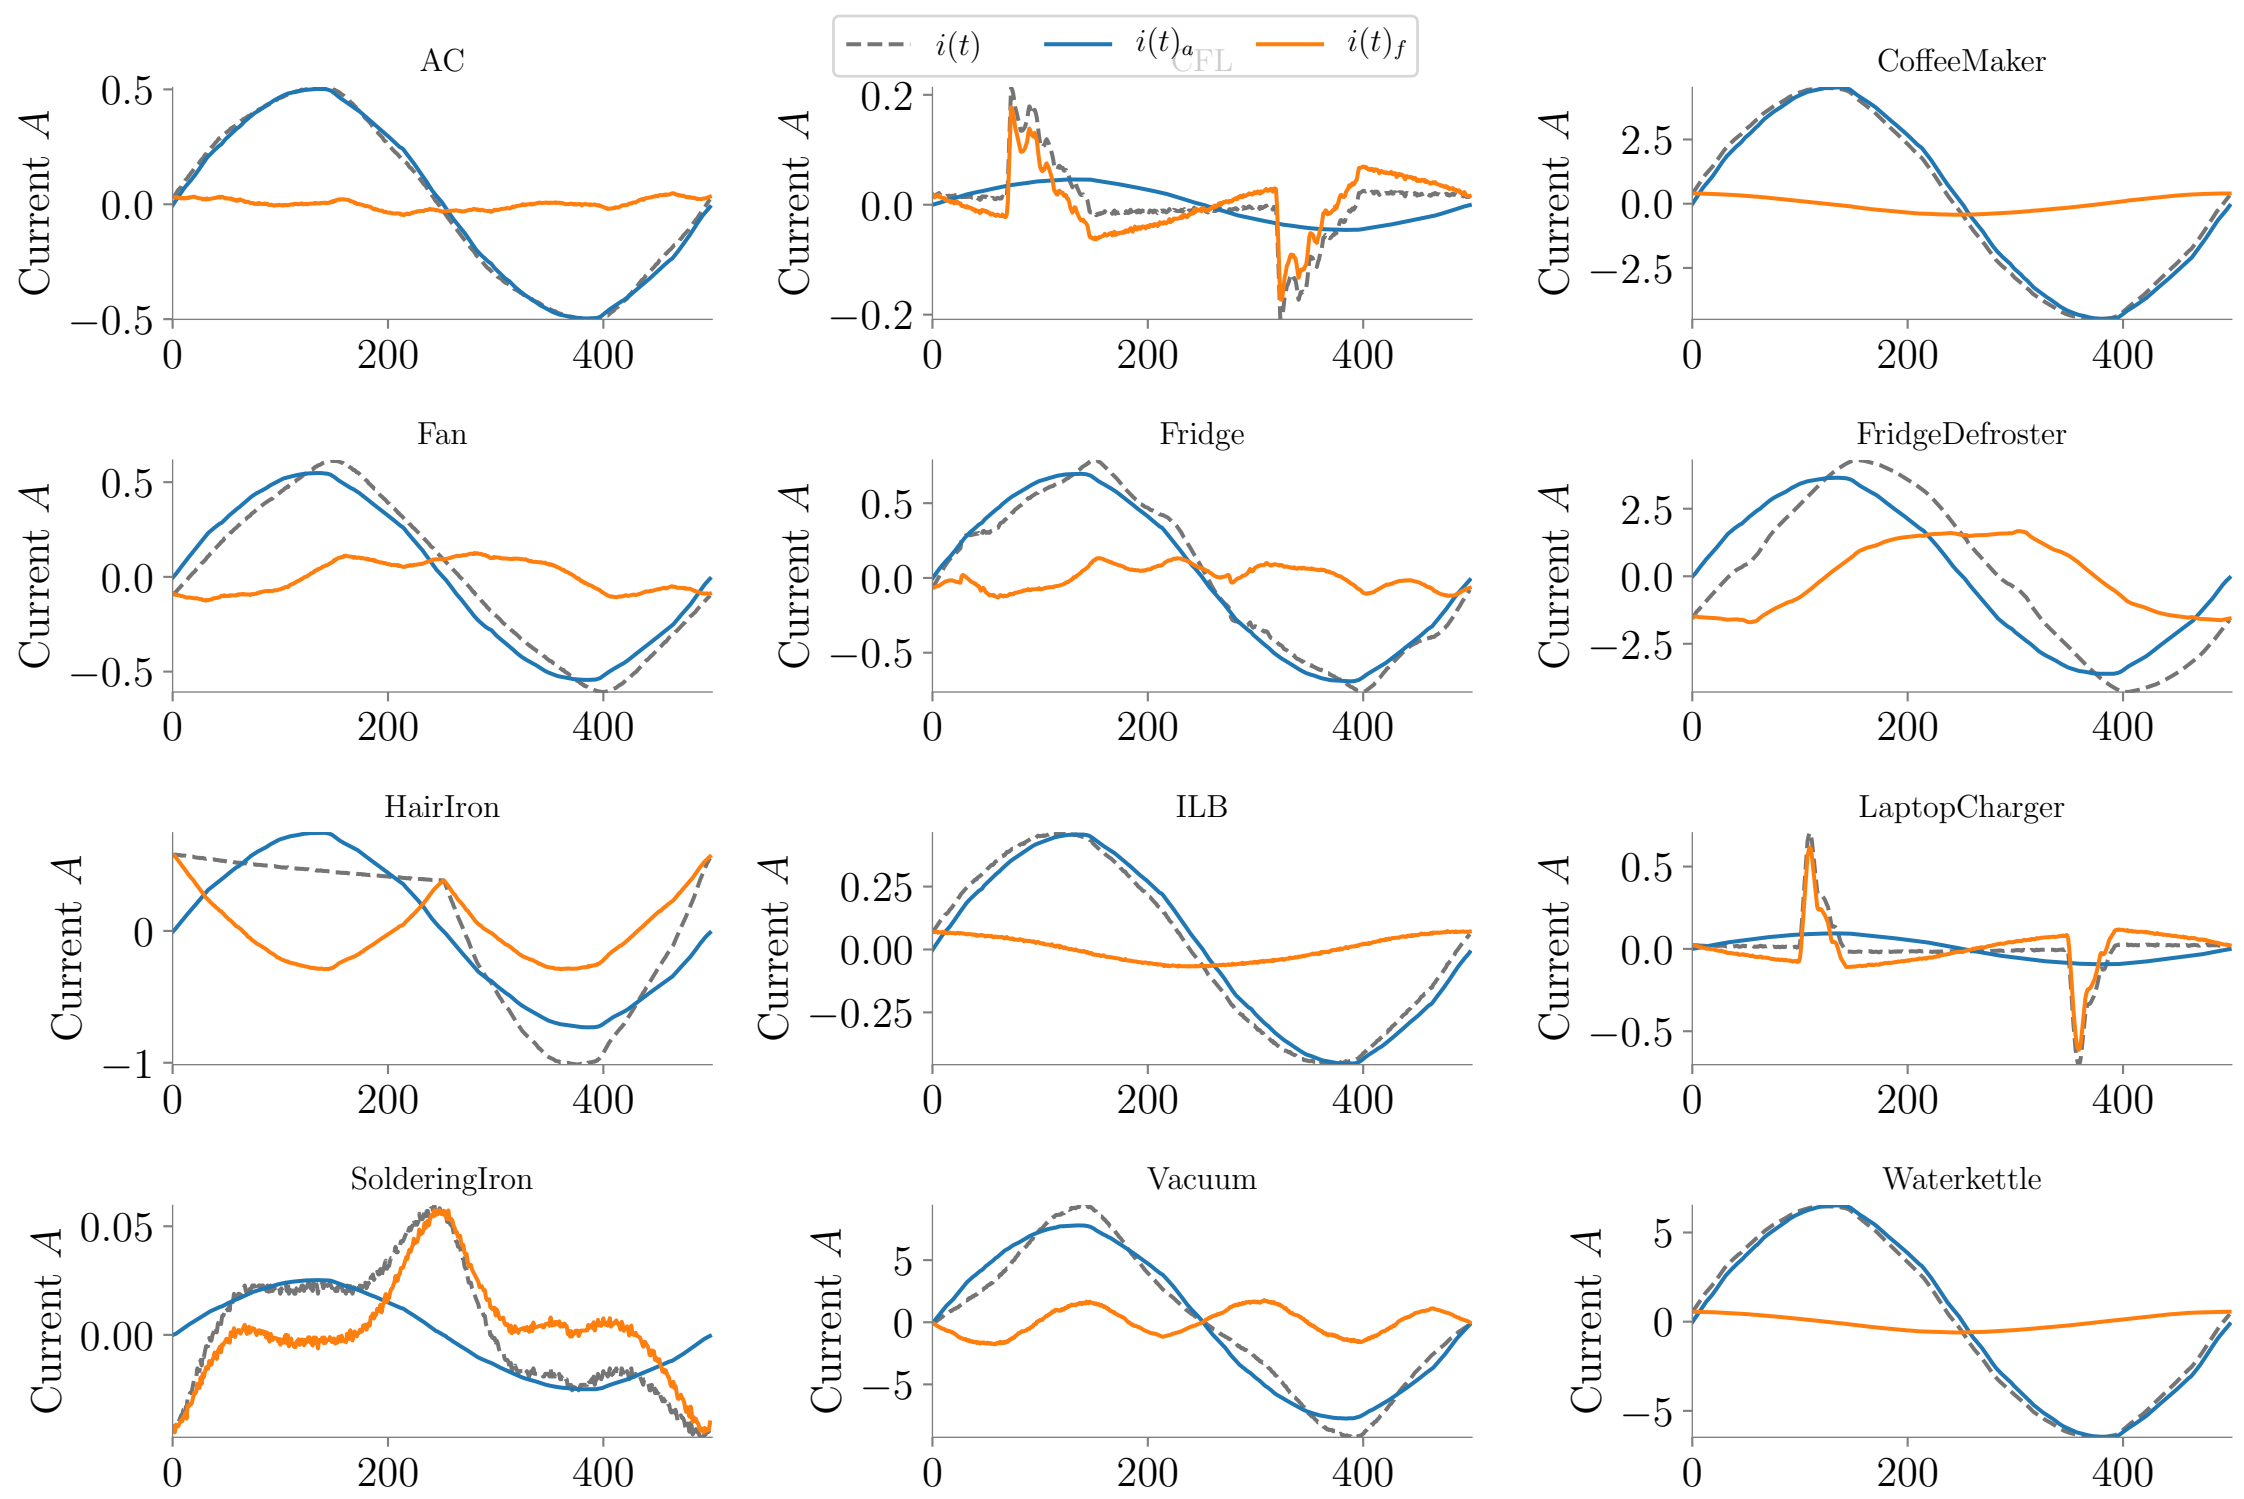 i(t) i(t)a i(t)f
AC CFL CoffeeMaker
Current A Current A Current A
0.5 0.2
2.5
0.0 0.0 0.0
−2.5
−0.5 −0.2
0 200 400 0 200 400 0 200 400
Fan Fridge FridgeDefroster
Current A Current A Current A
0.5 0.5 2.5
0.0 0.0 0.0
−0.5 −0.5 −2.5
0 200 400 0 200 400 0 200 400
HairIron ILB LaptopCharger
Current A Current A Current A
0.25 0.5
0 0.00 0.0
−0.25 −0.5
−1
0 200 400 0 200 400 0 200 400
SolderingIron Vacuum Waterkettle
Current A Current A Current A
0.05 5 5
0.00 0 0
−5 −5
0 200 400 0 200 400 0 200 400